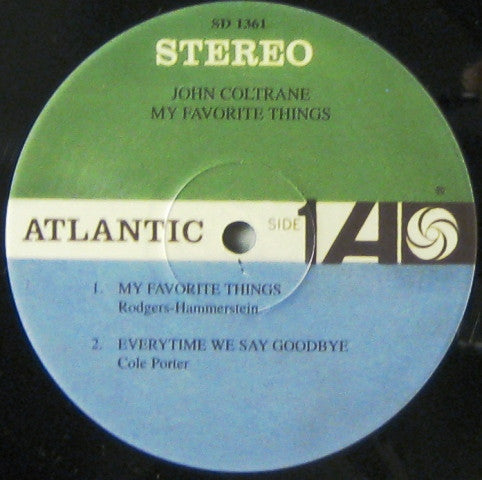 SD 1361
STEREO
JOHN COLTRANE
MY FAVORITE THINGS
ATLANTIC SIDE 1 A ®
1. MY FAVORITE THINGS
Rodgers-Hammerstein
2. EVERYTIME WE SAY GOODBYE
Cole Porter